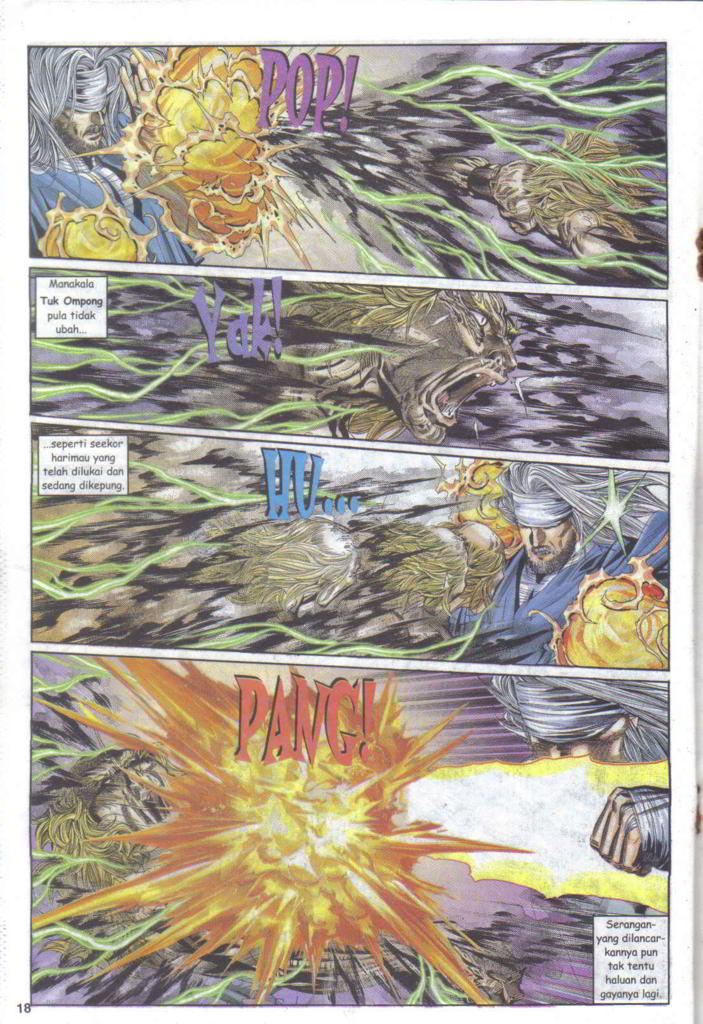 POP!
Manakala
Tuk Ompong
pula tidak
ubah...
Yak!
...seperti seekor
harimau yang
telah dilukai dan
sedang dikepung.
HU...
PANG!
Serangan-
yang dilancar-
kannya pun
tak tentu
haluan dan
gayanya lagi.
18